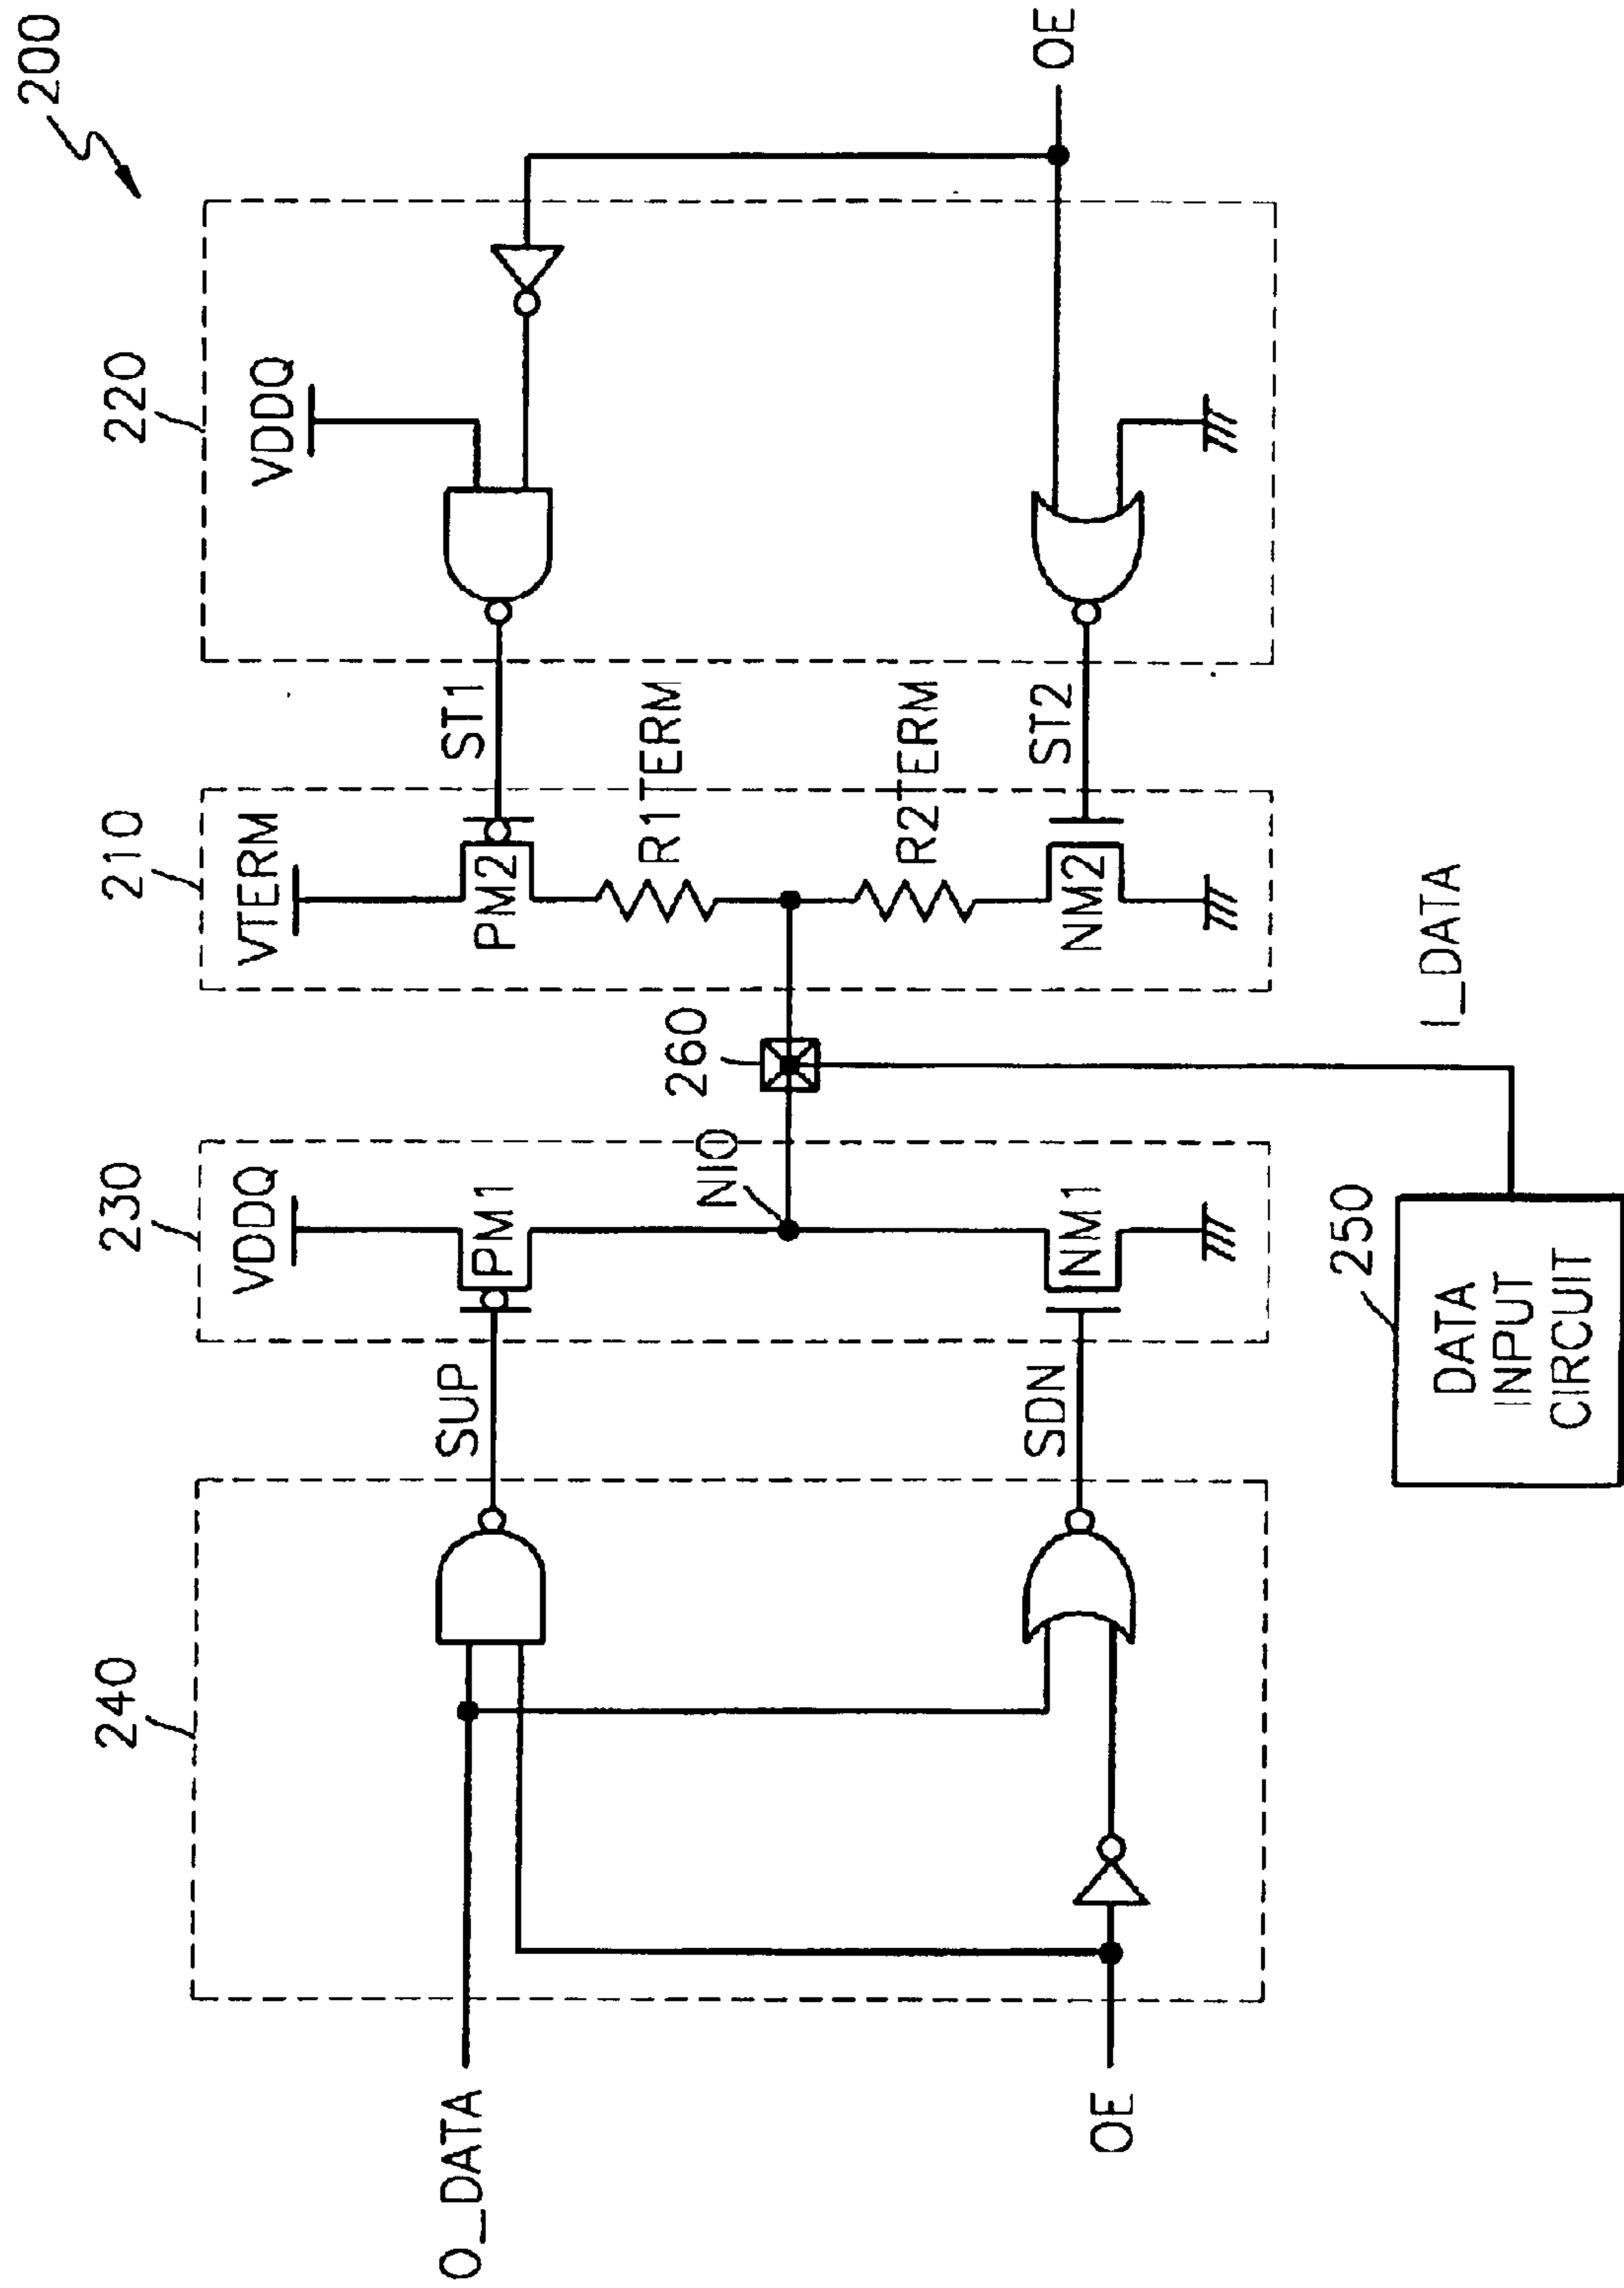 200
240
230
210
220
VDDQ
VTERM
VDDQ
O_DATA
SUP
PM1
PM2
ST1
R1TERM
NIO
260
R2TERM
OE
SDN
NM1
NM2
ST2
OE
250
I_DATA
DATA
INPUT
CIRCUIT